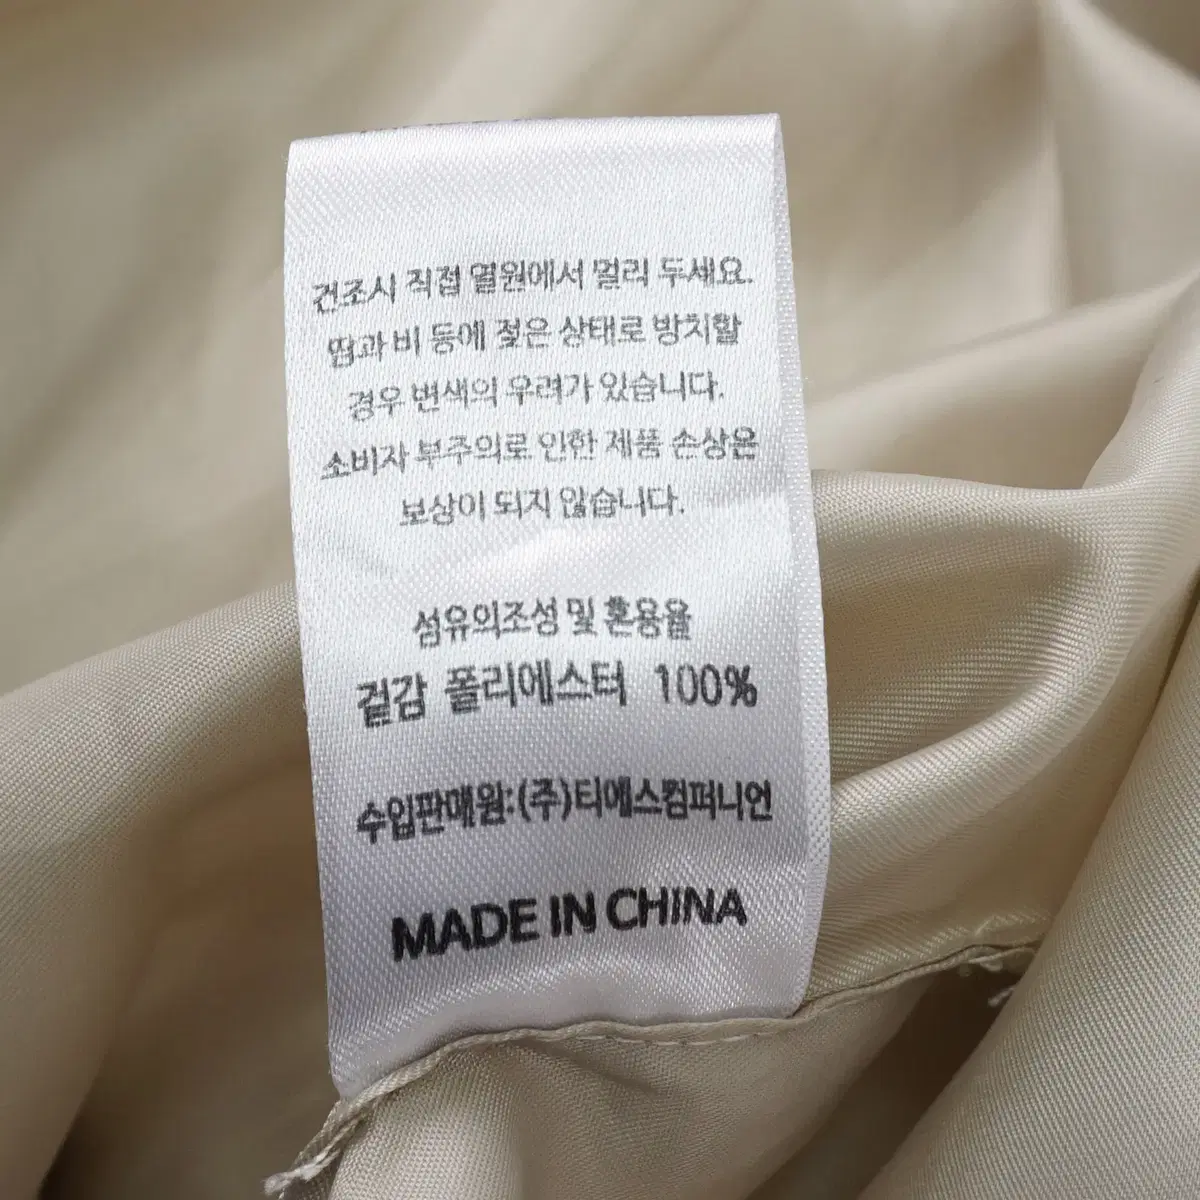 건조시 직접 열원에서 멀리 두세요.
땀과 비 등에 젖은 상태로 방치할
경우 변색의 우려가 있습니다.
소비자 부주의로 인한 제품 손상은
보상이 되지 않습니다.
섬유의조성 및 혼용율
겉감 폴리에스터 100%
수입판매원:(주)티에스컴퍼니언
MADE IN CHINA